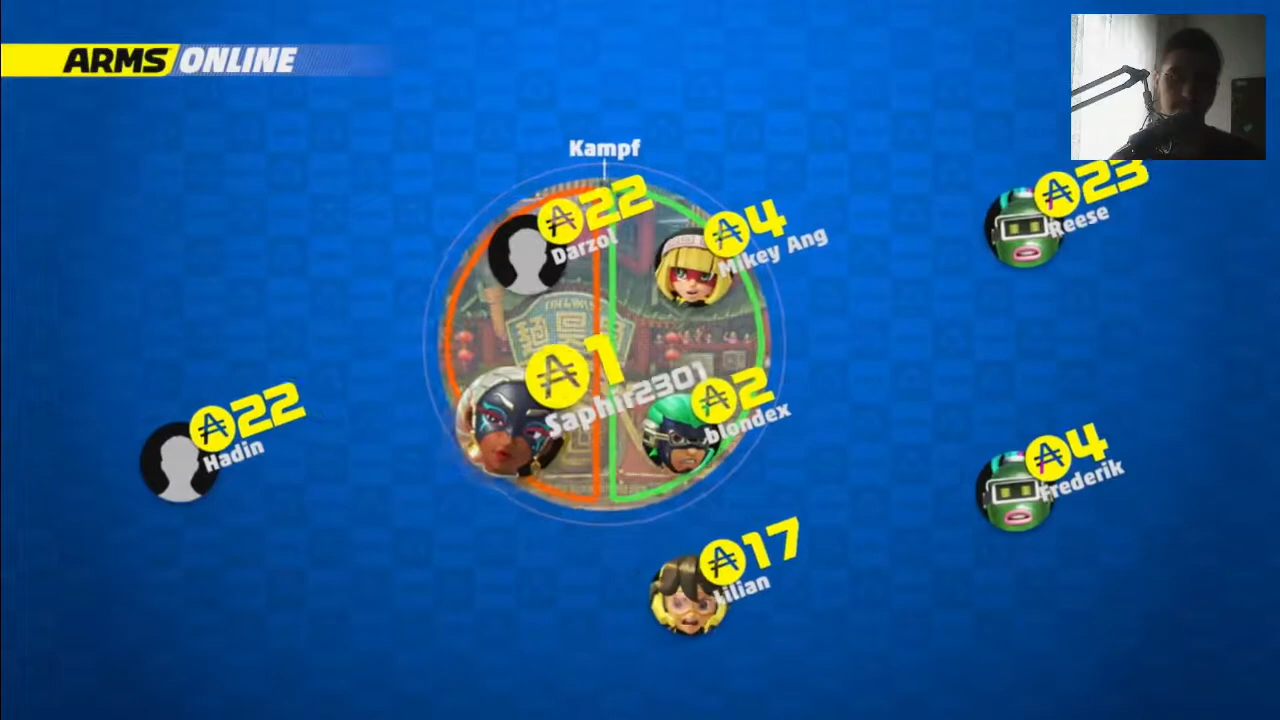 ARMS ONLINE
Kampf
22
Darzol
4
Mikey Ang
23
Reese
1
Saphir2301
2
blondex
22
Hadin
4
Frederik
17
Lilian